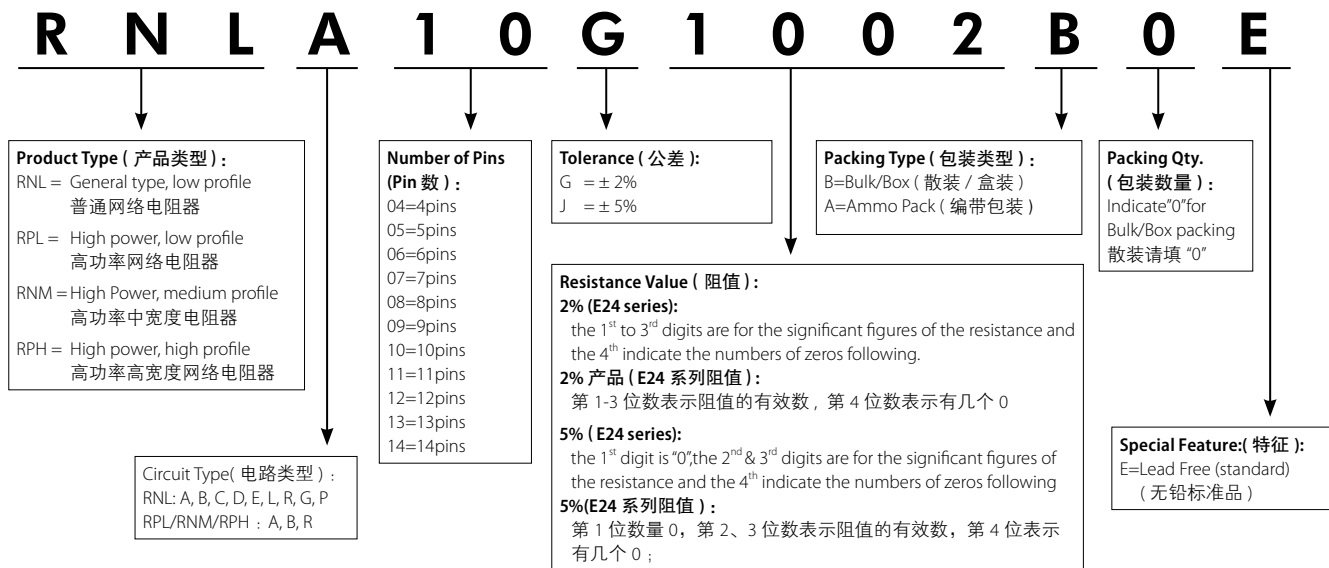 R N L A 1 0 G 1 0 0 2 B 0 E
Product Type ( 产品类型 ) :
RNL = General type, low profile
普通网络电阻器
RPL = High power, low profile
高功率网络电阻器
RNM = High Power, medium profile
高功率中宽度电阻器
RPH = High power, high profile
高功率高宽度网络电阻器
Circuit Type( 电路类型 ) :
RNL: A, B, C, D, E, L, R, G, P
RPL/RNM/RPH : A, B, R
Number of Pins
(Pin 数 ) :
04=4pins
05=5pins
06=6pins
07=7pins
08=8pins
09=9pins
10=10pins
11=11pins
12=12pins
13=13pins
14=14pins
Tolerance ( 公差 ):
G = ± 2%
J = ± 5%
Resistance Value ( 阻值 ) :
2% (E24 series):
the 1st to 3rd digits are for the significant figures of the resistance and
the 4th indicate the numbers of zeros following.
2% 产品 ( E24 系列阻值 ) :
第 1-3 位数表示阻值的有效数 , 第 4 位数表示有几个 0
5% ( E24 series):
the 1st digit is "0",the 2nd & 3rd digits are for the significant figures of
the resistance and the 4th indicate the numbers of zeros following
5%(E24 系列阻值 ) :
第 1 位数量 0，第 2、3 位数表示阻值的有效数，第 4 位表示
有几个 0 ;
Packing Type ( 包装类型 ) :
B=Bulk/Box ( 散装 / 盒装 )
A=Ammo Pack ( 编带包装 )
Packing Qty.
( 包装数量 ) :
Indicate"0"for
Bulk/Box packing
散装请填 "0"
Special Feature:( 特征 ):
E=Lead Free (standard)
( 无铅标准品 )